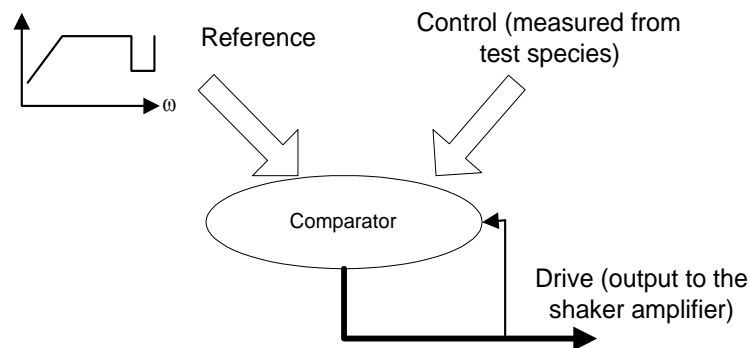 Reference
Control (measured from
test species)
ω
Comparator
Drive (output to the
shaker amplifier)